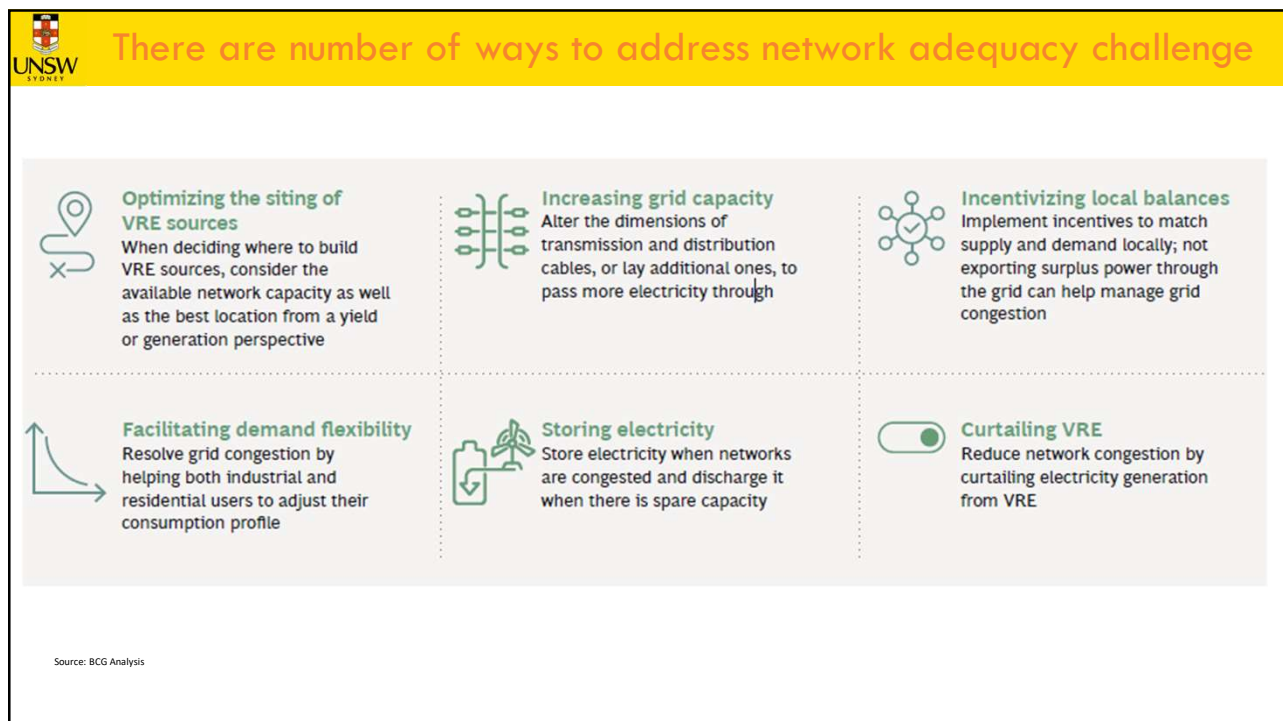 UNSW
SYDNEY
There are number of ways to address network adequacy challenge
Optimizing the siting of
VRE sources
When deciding where to build
VRE sources, consider the
available network capacity as well
as the best location from a yield
or generation perspective
Increasing grid capacity
Alter the dimensions of
transmission and distribution
cables, or lay additional ones, to
pass more electricity through
Incentivizing local balances
Implement incentives to match
supply and demand locally; not
exporting surplus power through
the grid can help manage grid
congestion
Facilitating demand flexibility
Resolve grid congestion by
helping both industrial and
residential users to adjust their
consumption profile
Storing electricity
Store electricity when networks
are congested and discharge it
when there is spare capacity
Curtailing VRE
Reduce network congestion by
curtailing electricity generation
from VRE
Source: BCG Analysis